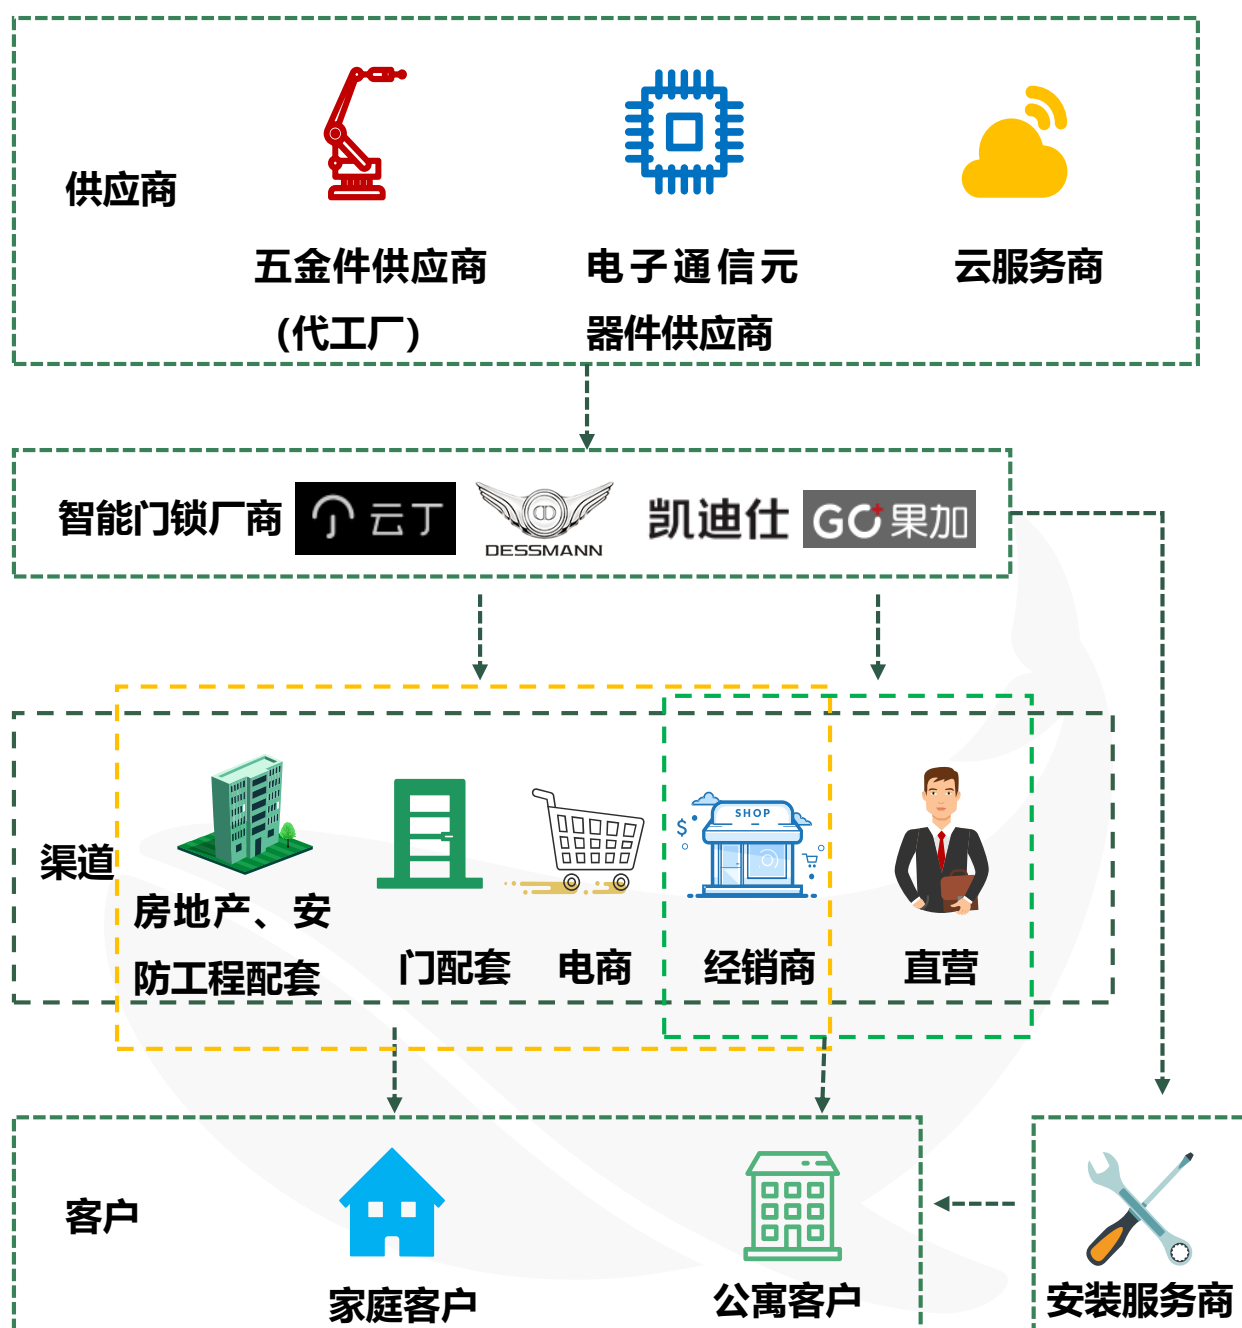 供应商
五金件供应商
（代工厂）
电子通信元
器件供应商
云服务商
智能门锁厂商
云丁
DESSMANN
凯迪仕
GO+果加
SHOP
$
渠道
房地产、安
防工程配套
门配套
电商
经销商
直营
客户
家庭客户
公寓客户
安装服务商